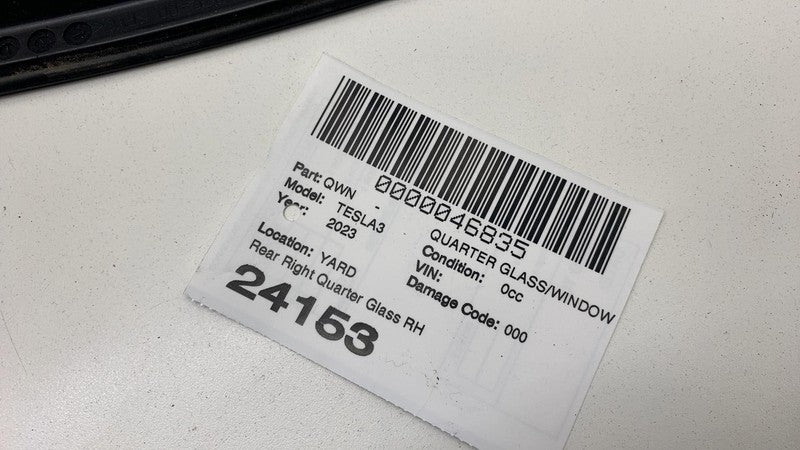 0000046835
Part: QWN - QUARTER GLASS/WINDOW
Model: TESLA3 Condition: 0cc
Year: 2023 VIN:
Damage Code: 000
Location: YARD
Rear Right Quarter Glass RH
24153